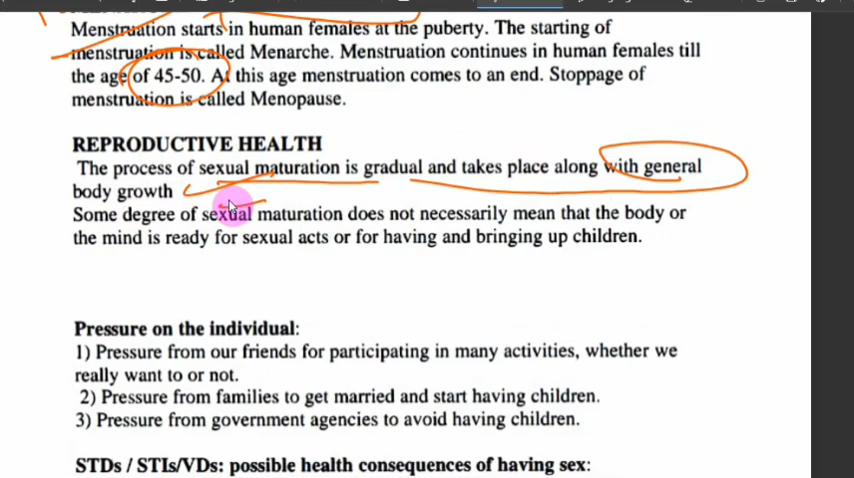 Menstruation starts in human females at the puberty. The starting of
menstruation is called Menarche. Menstruation continues in human females till
the age of 45-50. At this age menstruation comes to an end. Stoppage of
menstruation is called Menopause.
REPRODUCTIVE HEALTH
The process of sexual maturation is gradual and takes place along with general
body growth
Some degree of sexual maturation does not necessarily mean that the body or
the mind is ready for sexual acts or for having and bringing up children.
Pressure on the individual:
1) Pressure from our friends for participating in many activities, whether we
really want to or not.
2) Pressure from families to get married and start having children.
3) Pressure from government agencies to avoid having children.
STDs / STIs/VDs: possible health consequences of having sex: